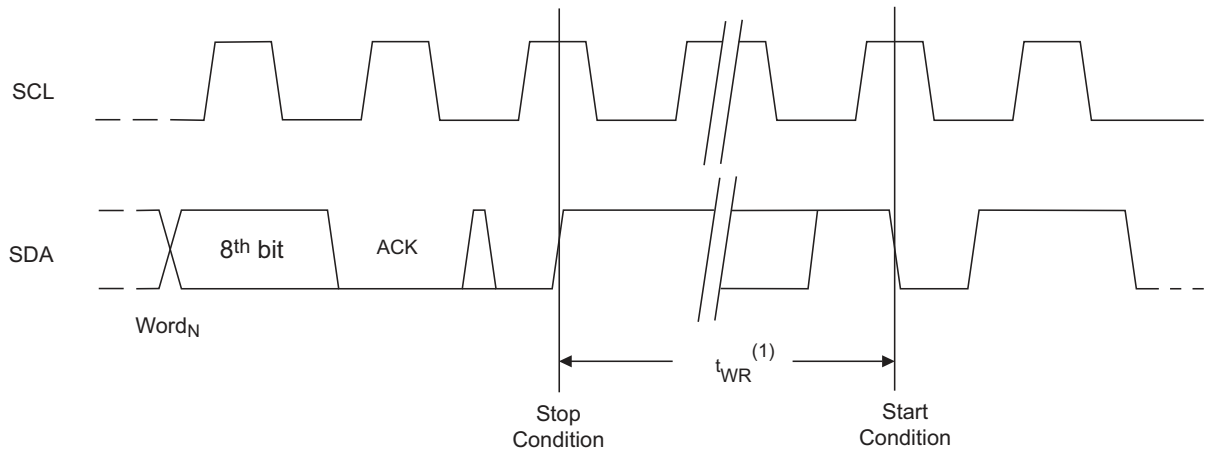 SCL
SDA
8th bit
ACK
WordN
tWR(1)
Stop
Condition
Start
Condition